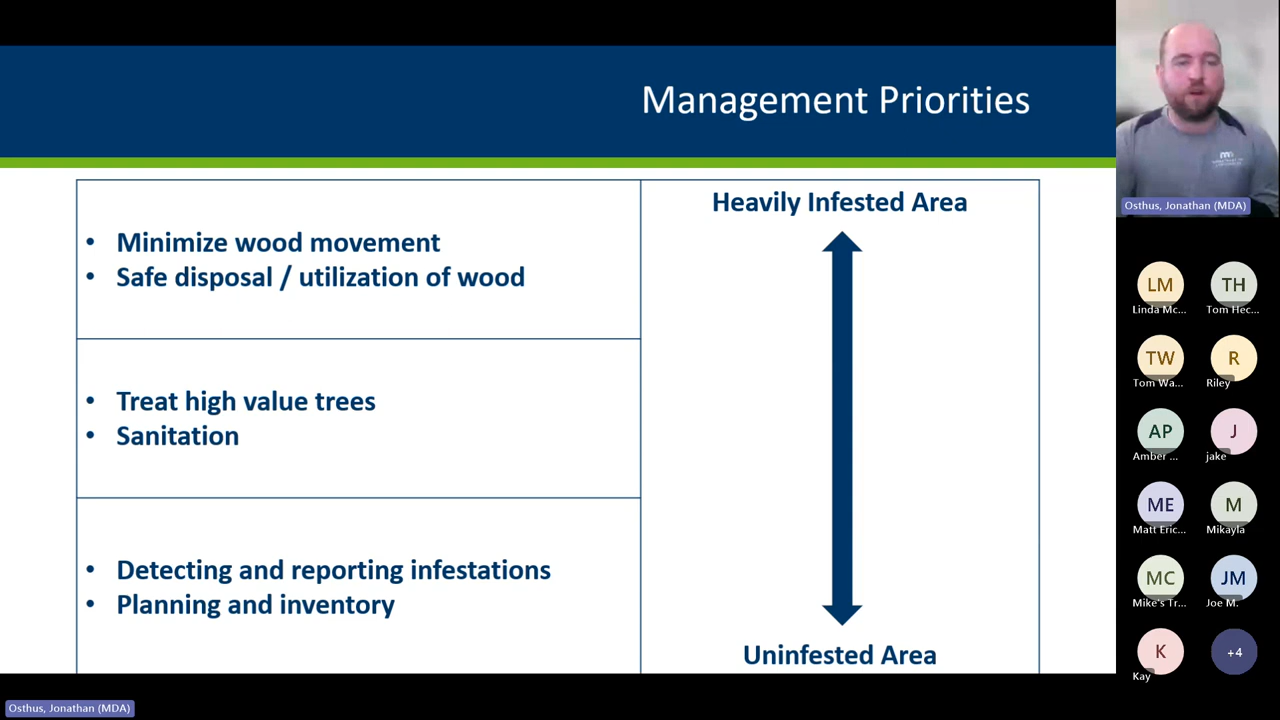 Management Priorities
Heavily Infested Area
• Minimize wood movement
• Safe disposal / utilization of wood
• Treat high value trees
• Sanitation
• Detecting and reporting infestations
• Planning and inventory
Uninfested Area
Osthus, Jonathan (MDA)
LM
Linda Mc...
TH
Tom Hec...
TW
Tom Wa...
R
Riley
AP
Amber ...
J
jake
ME
Matt Eric...
M
Mikayla
MC
Mike's Tr...
JM
Joe M.
K
Kay
+4
Osthus, Jonathan (MDA)